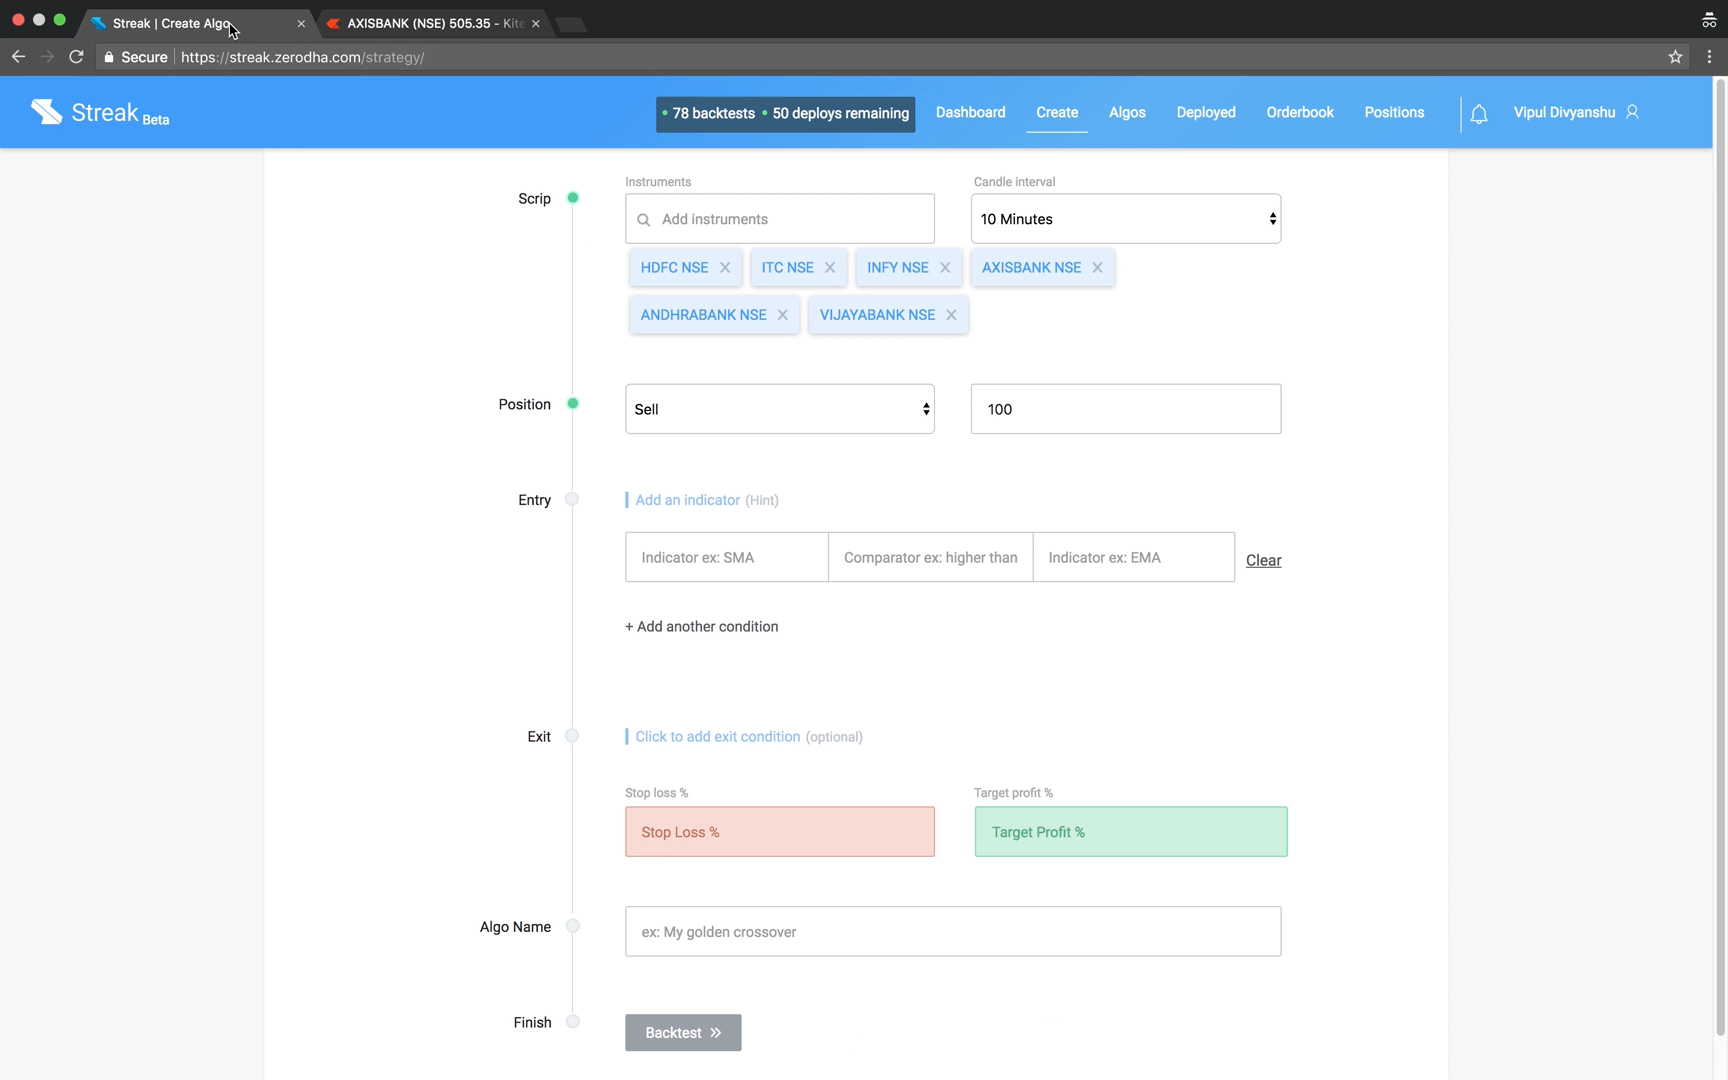 Streak | Create Algo
AXISBANK (NSE) 505.35 - Kite
Secure https://streak.zerodha.com/strategy/
Streak Beta
• 78 backtests • 50 deploys remaining
Dashboard
Create
Algos
Deployed
Orderbook
Positions
Vipul Divyanshu
Scrip
Instruments
Candle interval
Add instruments
10 Minutes
HDFC NSE
ITC NSE
INFY NSE
AXISBANK NSE
ANDHRABANK NSE
VIJAYABANK NSE
Position
Sell
100
Entry
Add an indicator (Hint)
Indicator ex: SMA
Comparator ex: higher than
Indicator ex: EMA
Clear
+ Add another condition
Exit
Click to add exit condition (optional)
Stop loss %
Target profit %
Stop Loss %
Target Profit %
Algo Name
ex: My golden crossover
Finish
Backtest »